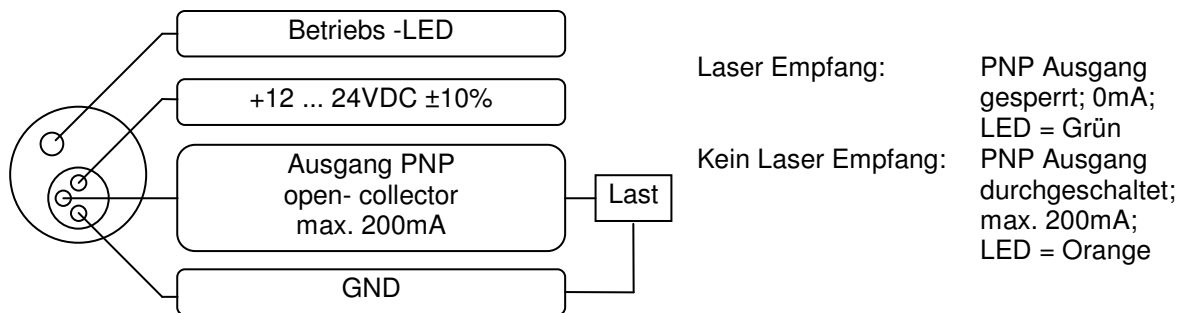 Betriebs -LED
+12 ... 24VDC ±10%
Ausgang PNP
open- collector
max. 200mA
Last
GND
Laser Empfang: PNP Ausgang
gesperrt; 0mA;
LED = Grün
Kein Laser Empfang: PNP Ausgang
durchgeschaltet;
max. 200mA;
LED = Orange